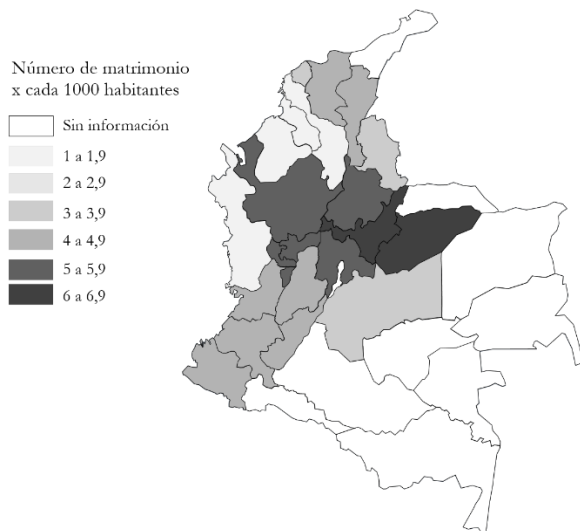 Número de matrimonio
x cada 1000 habitantes
Sin información
1 a 1,9
2 a 2,9
3 a 3,9
4 a 4,9
5 a 5,9
6 a 6,9